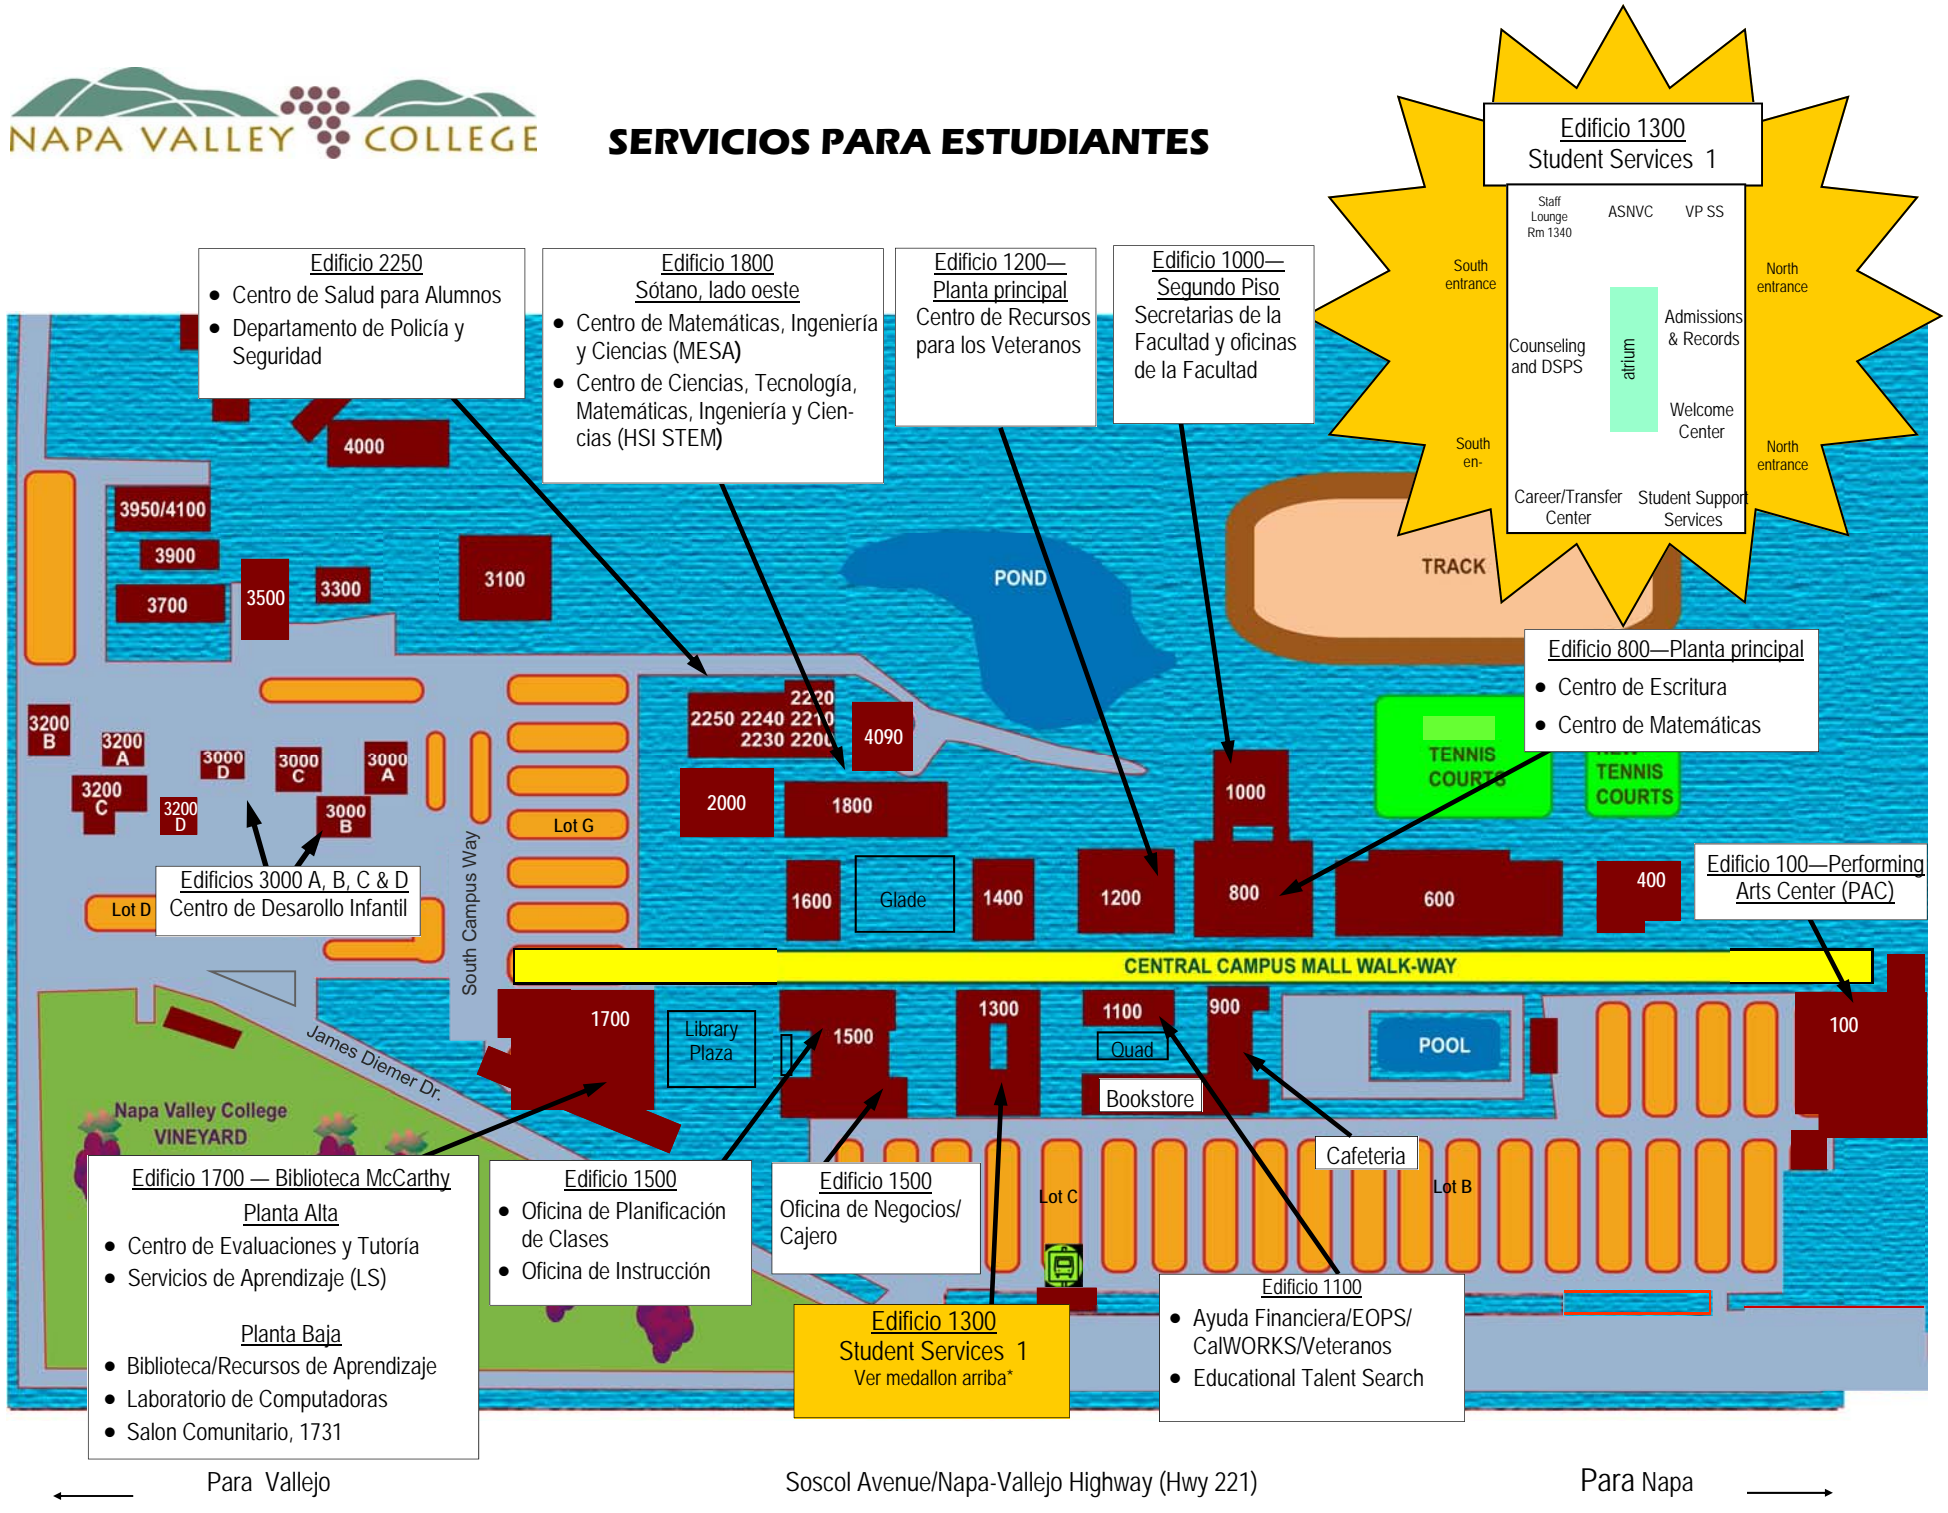 NAPA VALLEY COLLEGE
SERVICIOS PARA ESTUDIANTES
Edificio 1300
Student Services 1
Staff
Lounge
Rm 1340
ASNVC
VP SS
South
entrance
North
entrance
Counseling
and DSPS
atrium
Admissions
& Records
Welcome
Center
South
en-
North
entrance
Career/Transfer
Center
Student Support
Services
Edificio 2250
• Centro de Salud para Alumnos
• Departamento de Policía y
Seguridad
Edificio 1800
Sótano, lado oeste
• Centro de Matemáticas, Ingeniería
y Ciencias (MESA)
• Centro de Ciencias, Tecnología,
Matemáticas, Ingeniería y Cien-
cias (HSI STEM)
Edificio 1200—
Planta principal
Centro de Recursos
para los Veteranos
Edificio 1000—
Segundo Piso
Secretarias de la
Facultad y oficinas
de la Facultad
4000
3950/4100
3900
3700
3500
3300
3100
POND
TRACK
Edificio 800—Planta principal
• Centro de Escritura
• Centro de Matemáticas
3200
B
3200
A
3200
C
3200
D
3000
D
3000
C
3000
A
3000
B
2220
2250 2240 2210
2230 2200
4090
2000
1800
1000
TENNIS
COURTS
TENNIS
COURTS
Lot G
South Campus Way
Edificios 3000 A, B, C & D
Centro de Desarollo Infantil
Lot D
1600
Glade
1400
1200
800
600
400
Edificio 100—Performing
Arts Center (PAC)
CENTRAL CAMPUS MALL WALK-WAY
1700
Library
Plaza
1500
1300
1100
Quad
900
Bookstore
POOL
100
James Diemer Dr.
Napa Valley College
VINEYARD
Cafeteria
Lot C
Lot B
Edificio 1700 — Biblioteca McCarthy
Planta Alta
• Centro de Evaluaciones y Tutoría
• Servicios de Aprendizaje (LS)
Planta Baja
• Biblioteca/Recursos de Aprendizaje
• Laboratorio de Computadoras
• Salon Comunitario, 1731
Edificio 1500
• Oficina de Planificación
de Clases
• Oficina de Instrucción
Edificio 1500
Oficina de Negocios/
Cajero
Edificio 1300
Student Services 1
Ver medallon arriba*
Edificio 1100
• Ayuda Financiera/EOPS/
CalWORKS/Veteranos
• Educational Talent Search
Para Vallejo
Soscol Avenue/Napa-Vallejo Highway (Hwy 221)
Para Napa